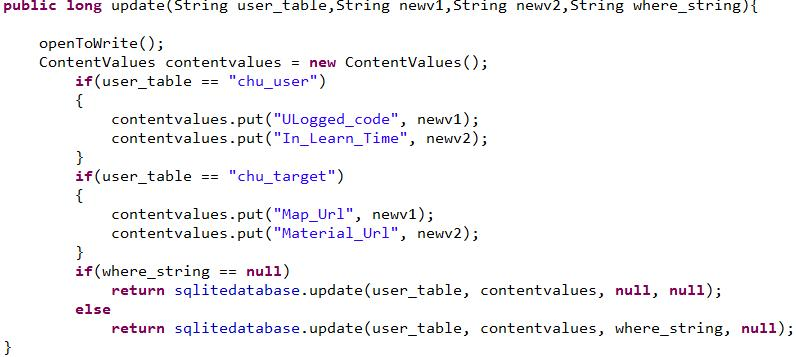 public long update(String user_table,String newv1,String newv2,String where_string){
openToWrite();
ContentValues contentvalues = new ContentValues();
if(user_table == "chu_user")
{
contentvalues.put("ULogged_code", newv1);
contentvalues.put("In_Learn_Time", newv2);
}
if(user_table == "chu_target")
{
contentvalues.put("Map_Url", newv1);
contentvalues.put("Material_Url", newv2);
}
if(where_string == null)
return sqlitedatabase.update(user_table, contentvalues, null, null);
else
return sqlitedatabase.update(user_table, contentvalues, where_string, null);
}